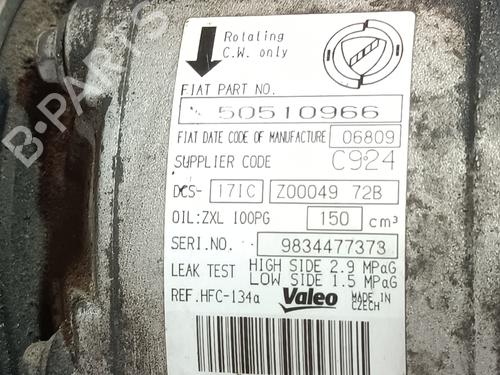 Rotating
C.W. only
FIAT PART NO.
50510966
FIAT DATE CODE OF MANUFACTURE 06809
SUPPLIER CODE C924
DCS- 171C Z00049 72B
OIL:ZXL 100PG 150 cm³
SERI.NO. 9834477373
LEAK TEST HIGH SIDE 2.9 MPaG
LOW SIDE 1.5 MPaG
REF.HFC-134a Valeo MADE IN
CZECH
B-PARTS